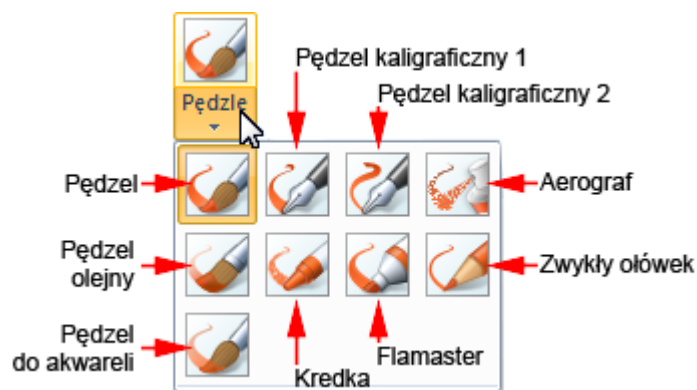 Pędzel kaligraficzny 1
Pędzle
Pędzel kaligraficzny 2
Pędzel
Aerograf
Pędzel
olejny
Zwykły ołówek
Pędzel
do akwareli
Kredka
Flamaster